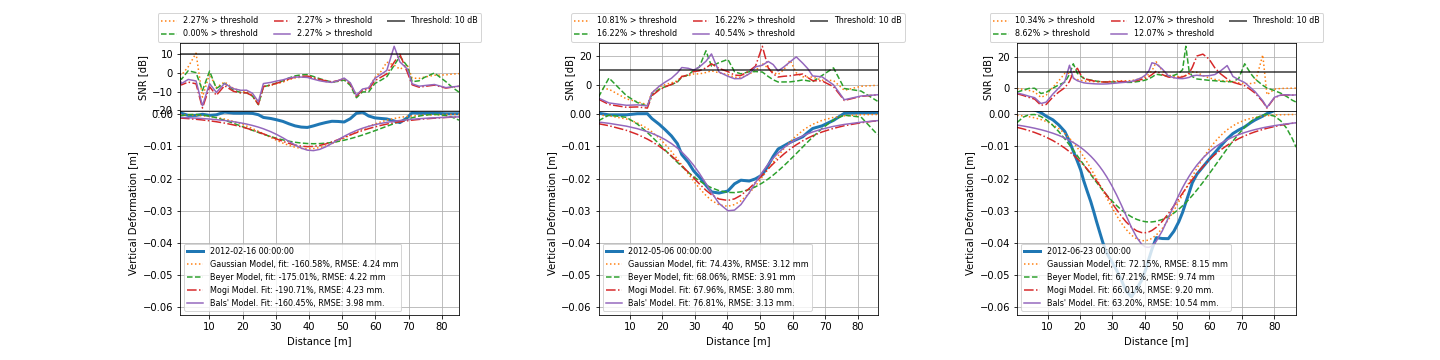 2.27% > threshold 2.27% > threshold Threshold: 10 dB
0.00% > threshold 2.27% > threshold
SNR [dB]
10
0
−10
−20
0.00
−0.01
−0.02
−0.03
−0.04
−0.05
−0.06
Vertical Deformation [m]
2012-02-16 00:00:00
Gaussian Model, fit: -160.58%, RMSE: 4.24 mm
Beyer Model, fit: -175.01%, RMSE: 4.22 mm
Mogi Model. Fit: -190.71%, RMSE: 4.23 mm.
Bals' Model. Fit: -160.45%, RMSE: 3.98 mm.
10 20 30 40 50 60 70 80
Distance [m]
10.81% > threshold 16.22% > threshold Threshold: 10 dB
16.22% > threshold 40.54% > threshold
SNR [dB]
20
0
0.00
−0.01
−0.02
−0.03
−0.04
−0.05
−0.06
Vertical Deformation [m]
2012-05-06 00:00:00
Gaussian Model, fit: 74.43%, RMSE: 3.12 mm
Beyer Model, fit: 68.06%, RMSE: 3.91 mm
Mogi Model. Fit: 67.96%, RMSE: 3.80 mm.
Bals' Model. Fit: 76.81%, RMSE: 3.13 mm.
10 20 30 40 50 60 70 80
Distance [m]
10.34% > threshold 12.07% > threshold Threshold: 10 dB
8.62% > threshold 12.07% > threshold
SNR [dB]
20
0
0.00
−0.01
−0.02
−0.03
−0.04
−0.05
−0.06
Vertical Deformation [m]
2012-06-23 00:00:00
Gaussian Model, fit: 72.15%, RMSE: 8.15 mm
Beyer Model, fit: 67.21%, RMSE: 9.74 mm
Mogi Model. Fit: 66.01%, RMSE: 9.20 mm.
Bals' Model. Fit: 63.20%, RMSE: 10.54 mm.
10 20 30 40 50 60 70 80
Distance [m]